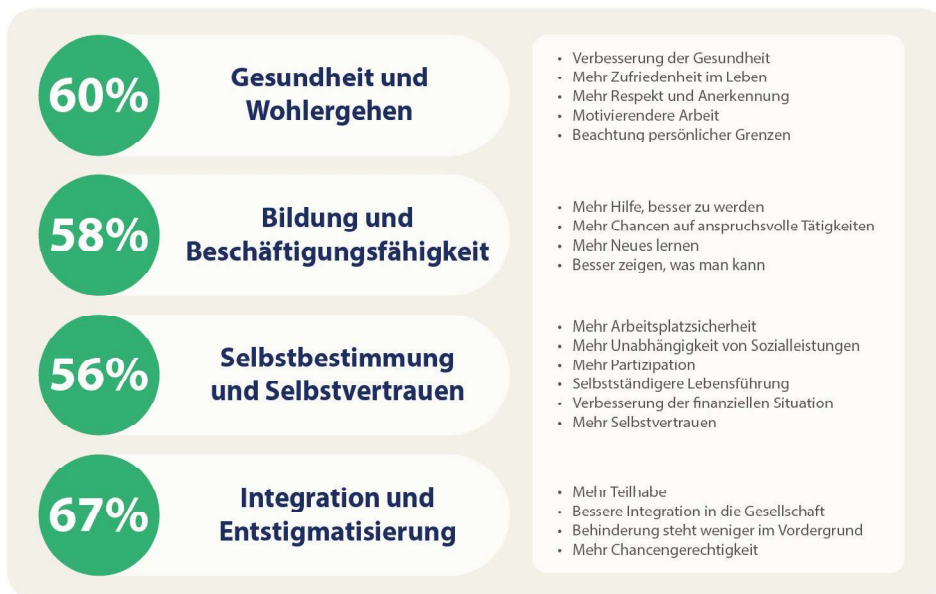 60%
Gesundheit und
Wohlergehen
• Verbesserung der Gesundheit
• Mehr Zufriedenheit im Leben
• Mehr Respekt und Anerkennung
• Motivierendere Arbeit
• Beachtung persönlicher Grenzen
58%
Bildung und
Beschäftigungsfähigkeit
• Mehr Hilfe, besser zu werden
• Mehr Chancen auf anspruchsvolle Tätigkeiten
• Mehr Neues lernen
• Besser zeigen, was man kann
56%
Selbstbestimmung
und Selbstvertrauen
• Mehr Arbeitsplatzsicherheit
• Mehr Unabhängigkeit von Sozialleistungen
• Mehr Partizipation
• Selbstständigere Lebensführung
• Verbesserung der finanziellen Situation
• Mehr Selbstvertrauen
67%
Integration und
Entstigmatisierung
• Mehr Teilhabe
• Bessere Integration in die Gesellschaft
• Behinderung steht weniger im Vordergrund
• Mehr Chancengerechtigkeit